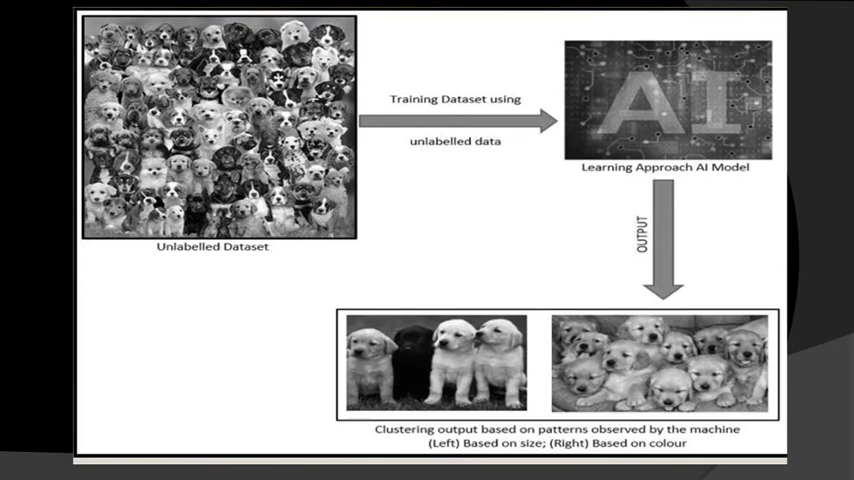 Training Dataset using
unlabelled data
AI
Learning Approach AI Model
Unlabelled Dataset
OUTPUT
Clustering output based on patterns observed by the machine
(Left) Based on size; (Right) Based on colour